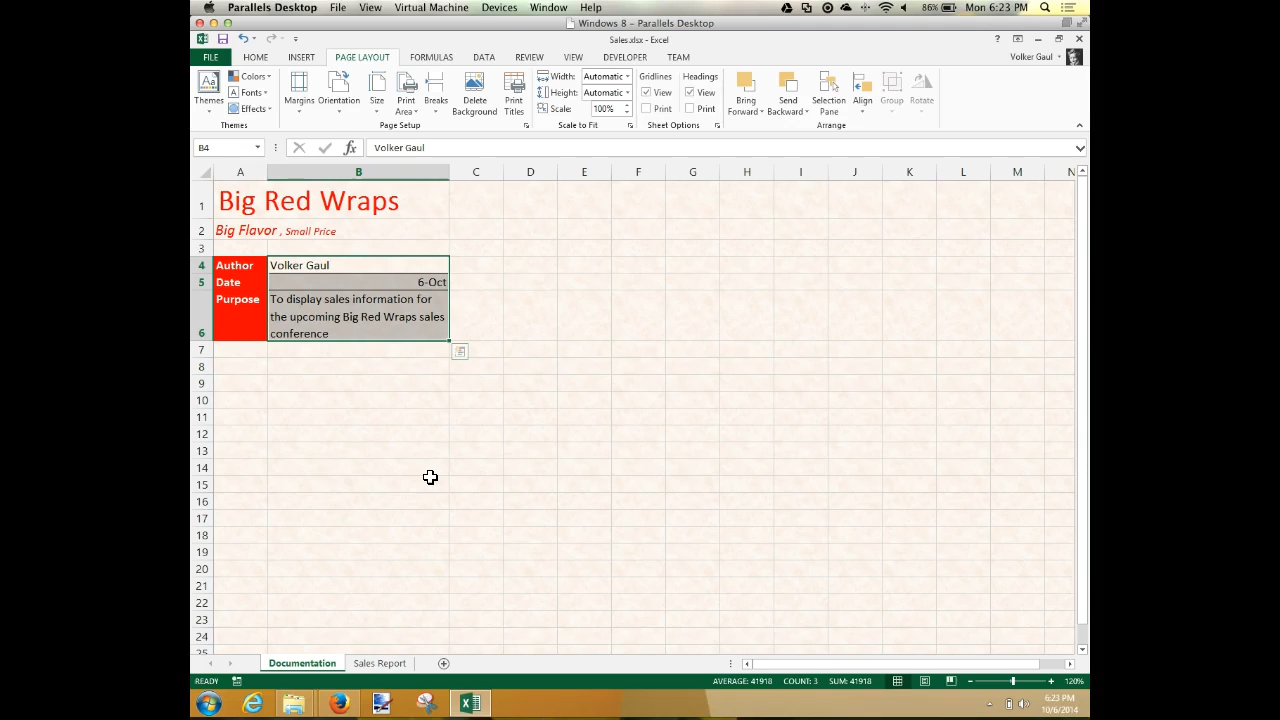 Parallels Desktop File Edit View Virtual Machine Devices Window Help 86% Mon 6:23 PM
Windows 8 – Parallels Desktop
Sales.xlsx - Excel
FILE HOME INSERT PAGE LAYOUT FORMULAS DATA REVIEW VIEW DEVELOPER TEAM Volker Gaul
Colors Width: Automatic Gridlines Headings
Aa Fonts Height: Automatic View View
Effects Scale: 100% Print Print
Themes Margins Orientation Size Print Area Breaks Delete Background Print Titles Bring Forward Send Backward Selection Pane Align Group Rotate
Themes Page Setup Scale to Fit Sheet Options Arrange
B4 fx Volker Gaul
A B C D E F G H I J K L M N
1 Big Red Wraps
2 Big Flavor , Small Price
3
4 Author Volker Gaul
5 Date 6-Oct
Purpose To display sales information for
the upcoming Big Red Wraps sales
6 conference
7
8
9
10
11
12
13
14
15
16
17
18
19
20
21
22
23
24
25
Documentation Sales Report
READY AVERAGE: 41918 COUNT: 3 SUM: 41918 120%
6:23 PM
10/6/2014